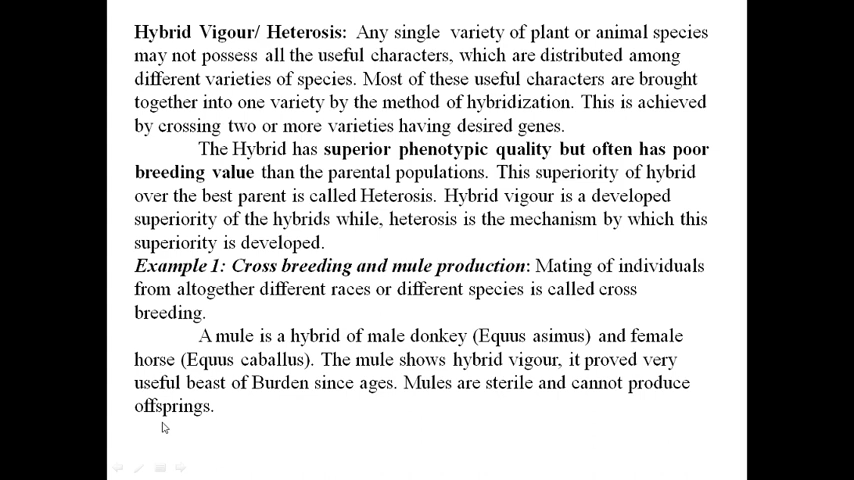 Hybrid Vigour/ Heterosis: Any single variety of plant or animal species
may not possess all the useful characters, which are distributed among
different varieties of species. Most of these useful characters are brought
together into one variety by the method of hybridization. This is achieved
by crossing two or more varieties having desired genes.
The Hybrid has superior phenotypic quality but often has poor
breeding value than the parental populations. This superiority of hybrid
over the best parent is called Heterosis. Hybrid vigour is a developed
superiority of the hybrids while, heterosis is the mechanism by which this
superiority is developed.
Example 1: Cross breeding and mule production: Mating of individuals
from altogether different races or different species is called cross
breeding.
A mule is a hybrid of male donkey (Equus asimus) and female
horse (Equus caballus). The mule shows hybrid vigour, it proved very
useful beast of Burden since ages. Mules are sterile and cannot produce
offsprings.